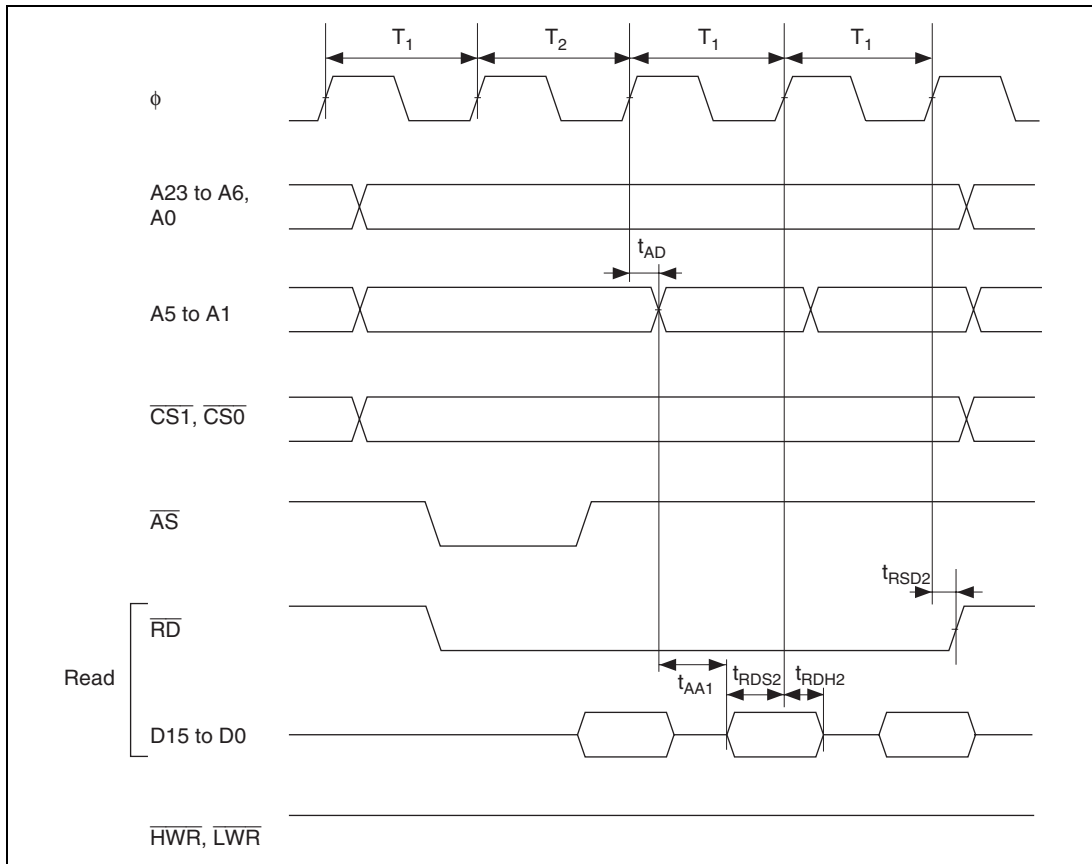 T1 T2 T1 T1
φ
A23 to A6,
A0
tAD
A5 to A1
CS1, CS0
AS
tRSD2
RD
Read
tAA1 tRDS2 tRDH2
D15 to D0
HWR, LWR